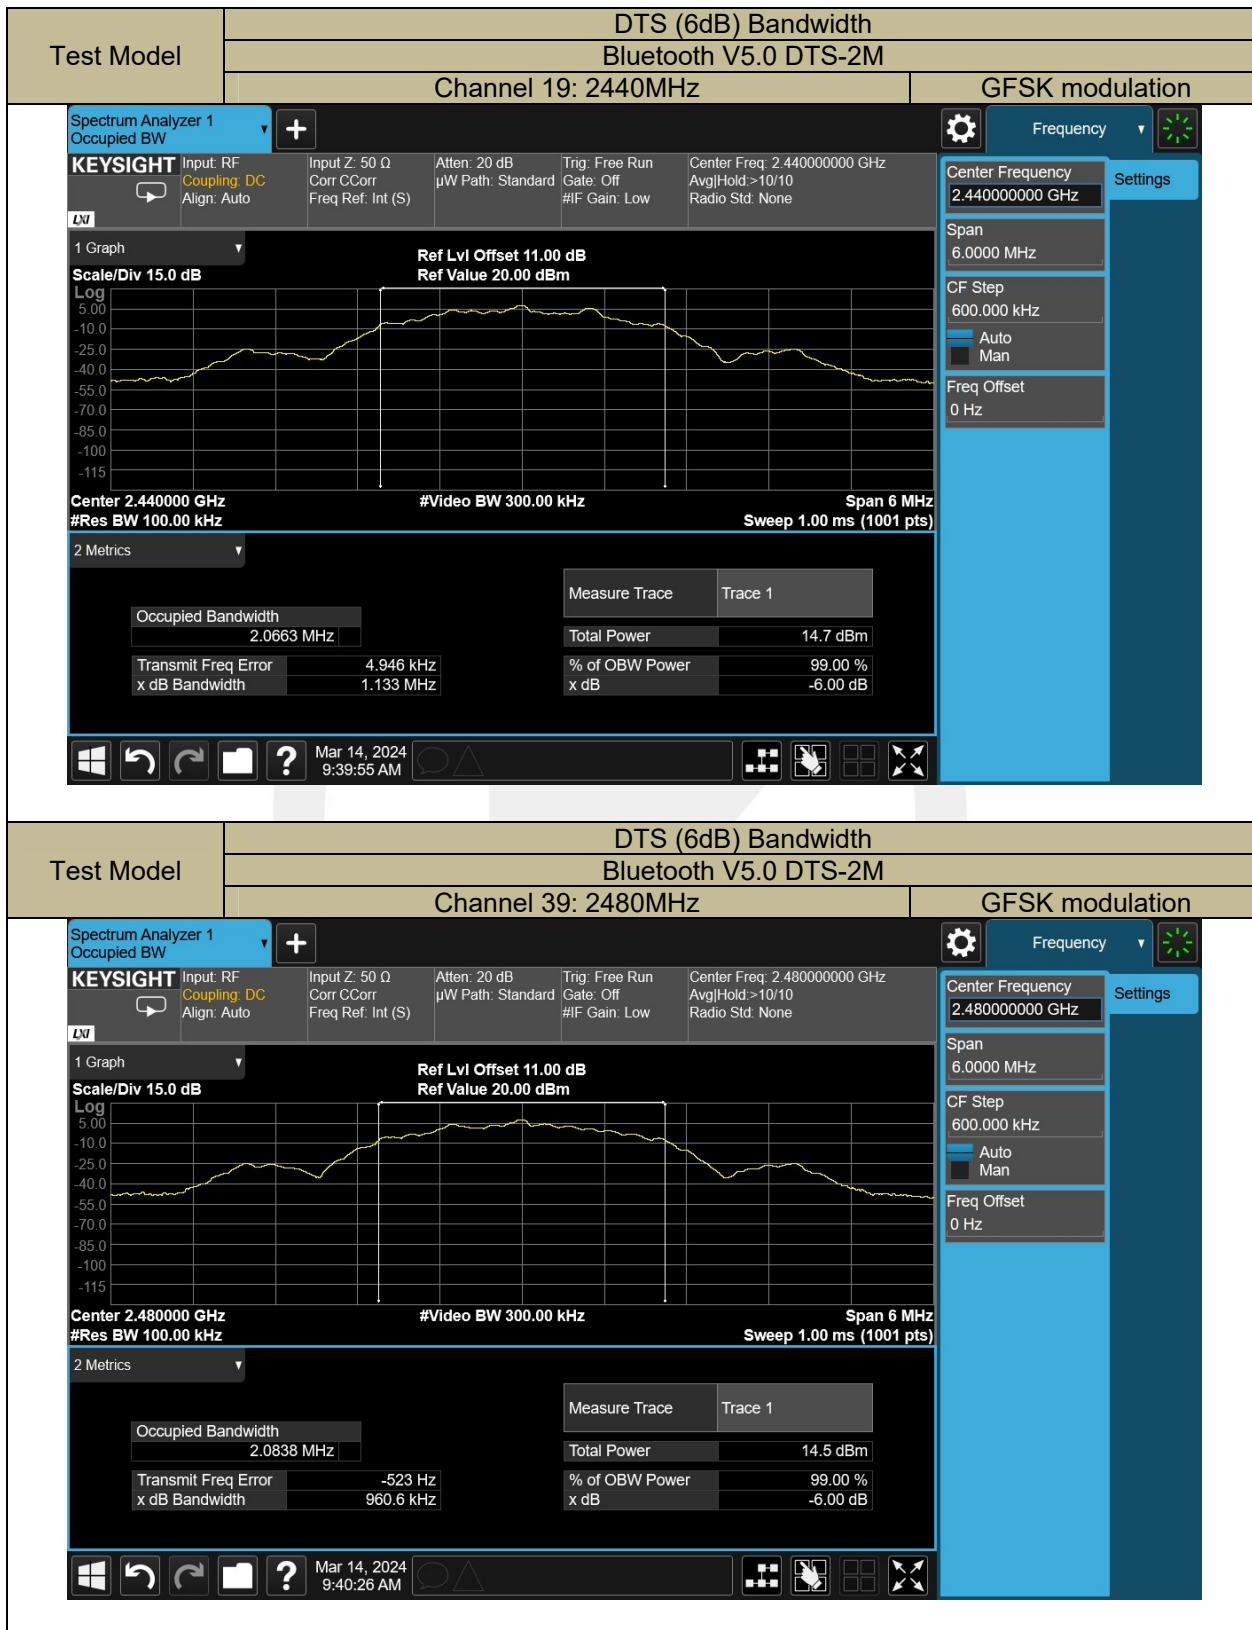 Test Model
DTS (6dB) Bandwidth
Bluetooth V5.0 DTS-2M
Channel 19: 2440MHz GFSK modulation
Spectrum Analyzer 1
Occupied BW
Frequency
KEYSIGHT
LXI
Input: RF
Coupling: DC
Align: Auto
Input Z: 50 Ω
Corr CCorr
Freq Ref: Int (S)
Atten: 20 dB
µW Path: Standard
Trig: Free Run
Gate: Off
#IF Gain: Low
Center Freq: 2.440000000 GHz
Avg|Hold:>10/10
Radio Std: None
Center Frequency
2.440000000 GHz
Settings
Span
6.0000 MHz
CF Step
600.000 kHz
Auto
Man
Freq Offset
0 Hz
1 Graph
Scale/Div 15.0 dB
Ref Lvl Offset 11.00 dB
Ref Value 20.00 dBm
Log
5.00
-10.0
-25.0
-40.0
-55.0
-70.0
-85.0
-100
-115
Center 2.440000 GHz #Video BW 300.00 kHz Span 6 MHz
#Res BW 100.00 kHz Sweep 1.00 ms (1001 pts)
2 Metrics
Measure Trace Trace 1
Occupied Bandwidth
2.0663 MHz
Total Power 14.7 dBm
Transmit Freq Error 4.946 kHz % of OBW Power 99.00 %
x dB Bandwidth 1.133 MHz x dB -6.00 dB
?
Mar 14, 2024
9:39:55 AM
Test Model
DTS (6dB) Bandwidth
Bluetooth V5.0 DTS-2M
Channel 39: 2480MHz GFSK modulation
Spectrum Analyzer 1
Occupied BW
Frequency
KEYSIGHT
LXI
Input: RF
Coupling: DC
Align: Auto
Input Z: 50 Ω
Corr CCorr
Freq Ref: Int (S)
Atten: 20 dB
µW Path: Standard
Trig: Free Run
Gate: Off
#IF Gain: Low
Center Freq: 2.480000000 GHz
Avg|Hold:>10/10
Radio Std: None
Center Frequency
2.480000000 GHz
Settings
Span
6.0000 MHz
CF Step
600.000 kHz
Auto
Man
Freq Offset
0 Hz
1 Graph
Scale/Div 15.0 dB
Ref Lvl Offset 11.00 dB
Ref Value 20.00 dBm
Log
5.00
-10.0
-25.0
-40.0
-55.0
-70.0
-85.0
-100
-115
Center 2.480000 GHz #Video BW 300.00 kHz Span 6 MHz
#Res BW 100.00 kHz Sweep 1.00 ms (1001 pts)
2 Metrics
Measure Trace Trace 1
Occupied Bandwidth
2.0838 MHz
Total Power 14.5 dBm
Transmit Freq Error -523 Hz % of OBW Power 99.00 %
x dB Bandwidth 960.6 kHz x dB -6.00 dB
?
Mar 14, 2024
9:40:26 AM